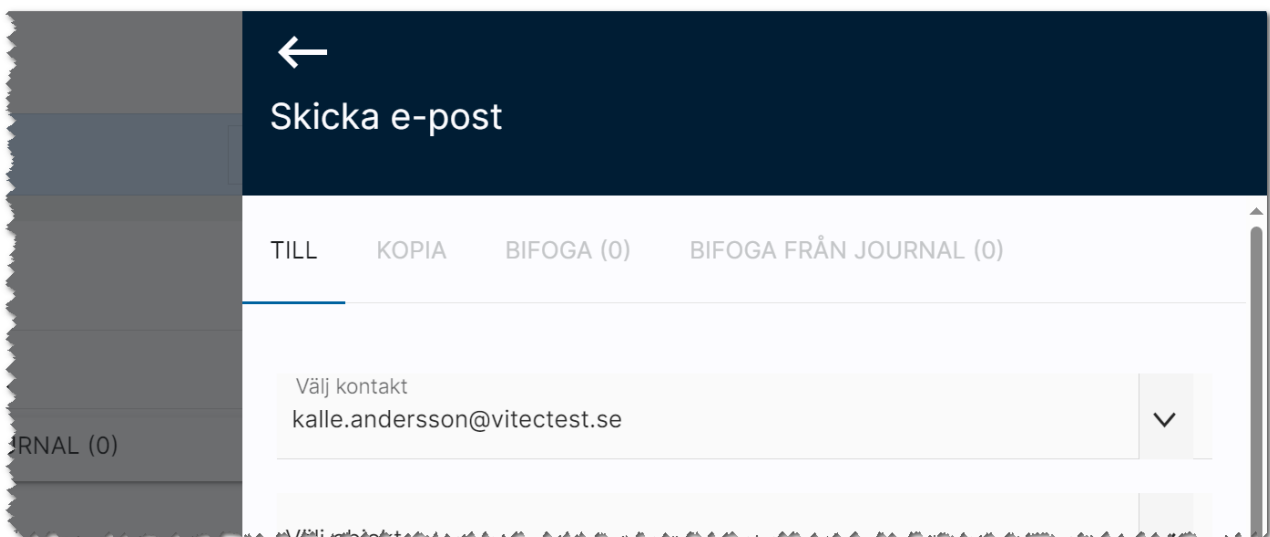 Skicka e-post
TILL KOPIA BIFOGA (0) BIFOGA FRÅN JOURNAL (0)
Välj kontakt
kalle.andersson@vitectest.se
RNAL (0)